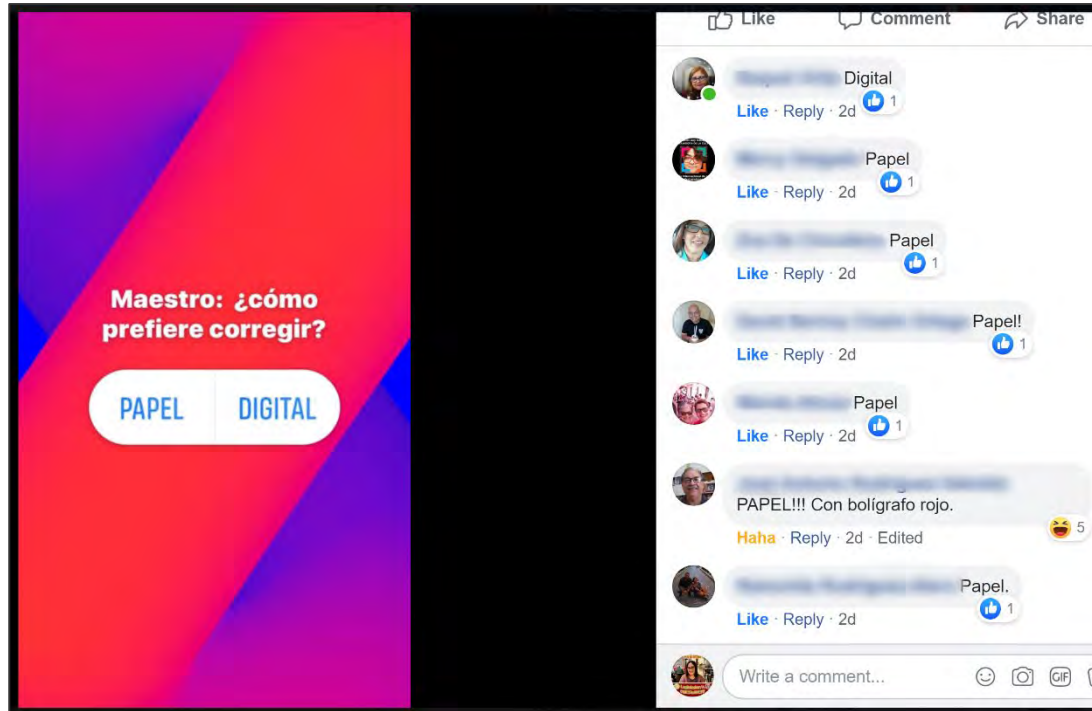 Maestro: ¿cómo
prefiere corregir?
PAPEL DIGITAL
Like Comment Share
Digital
Like · Reply · 2d 1
Papel
Like · Reply · 2d 1
Papel
Like · Reply · 2d 1
Papel!
Like · Reply · 2d 1
Papel
Like · Reply · 2d 1
PAPEL!!! Con bolígrafo rojo.
Haha · Reply · 2d · Edited 5
Papel.
Like · Reply · 2d 1
Write a comment... GIF